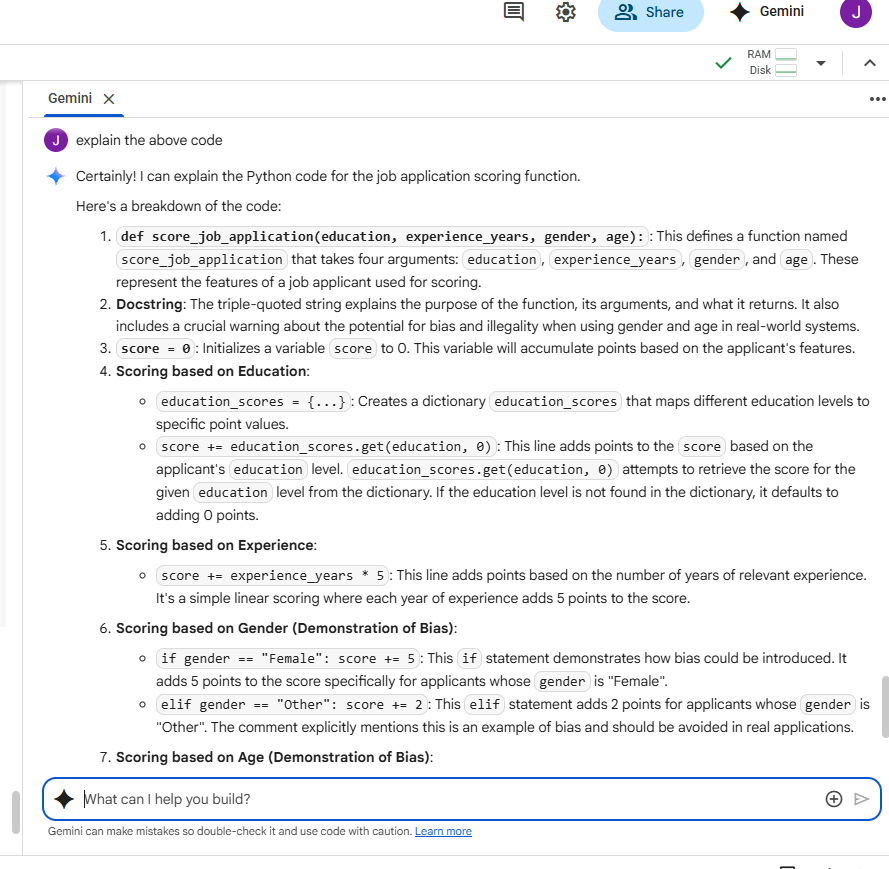 Share
Gemini
J
RAM
Disk
Gemini
J
explain the above code
Certainly! I can explain the Python code for the job application scoring function.
Here's a breakdown of the code:
1. def score_job_application(education, experience_years, gender, age):: This defines a function named
score_job_application that takes four arguments: education, experience_years, gender, and age. These
represent the features of a job applicant used for scoring.
2. Docstring: The triple-quoted string explains the purpose of the function, its arguments, and what it returns. It also
includes a crucial warning about the potential for bias and illegality when using gender and age in real-world systems.
3. score = 0: Initializes a variable score to 0. This variable will accumulate points based on the applicant's features.
4. Scoring based on Education:
education_scores = {...}: Creates a dictionary education_scores that maps different education levels to
specific point values.
score += education_scores.get(education, 0): This line adds points to the score based on the
applicant's education level. education_scores.get(education, 0) attempts to retrieve the score for the
given education level from the dictionary. If the education level is not found in the dictionary, it defaults to
adding 0 points.
5. Scoring based on Experience:
score += experience_years * 5: This line adds points based on the number of years of relevant experience.
It's a simple linear scoring where each year of experience adds 5 points to the score.
6. Scoring based on Gender (Demonstration of Bias):
if gender == "Female": score += 5: This if statement demonstrates how bias could be introduced. It
adds 5 points to the score specifically for applicants whose gender is "Female".
elif gender == "Other": score += 2: This elif statement adds 2 points for applicants whose gender is
"Other". The comment explicitly mentions this is an example of bias and should be avoided in real applications.
7. Scoring based on Age (Demonstration of Bias):
What can I help you build?
Gemini can make mistakes so double-check it and use code with caution. Learn more